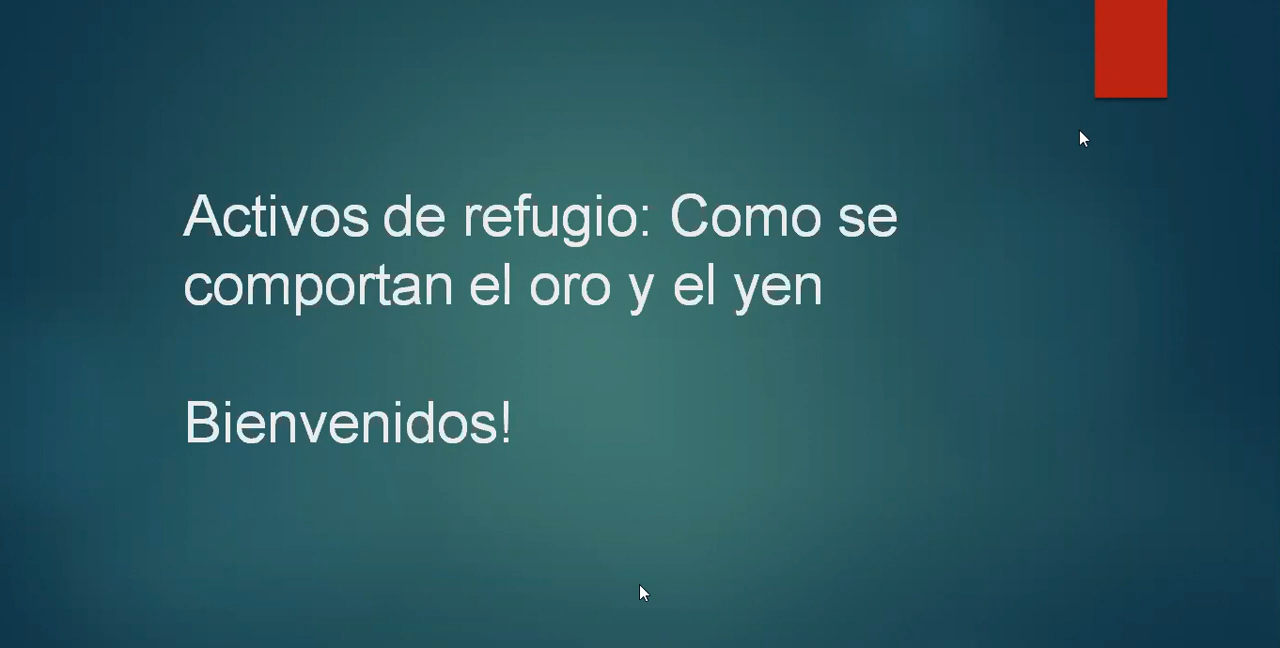 Activos de refugio: Como se
comportan el oro y el yen
Bienvenidos!